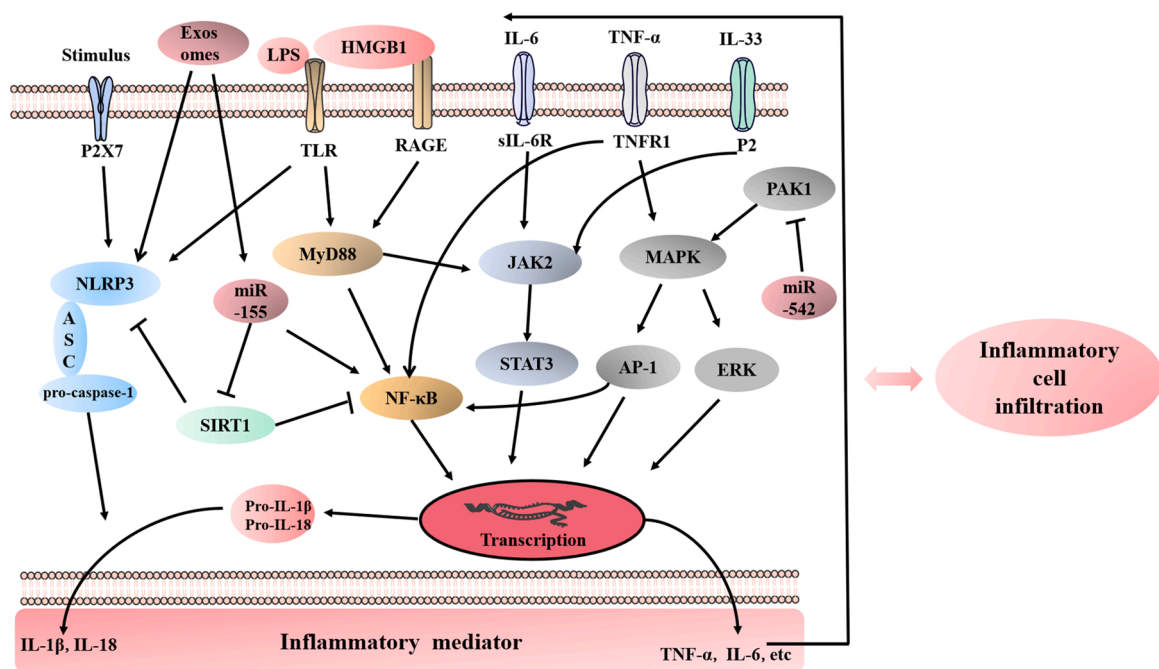 Exos
omes
Stimulus
LPS
HMGB1
IL-6
TNF-α
IL-33
P2X7
TLR
RAGE
sIL-6R
TNFR1
P2
PAK1
MyD88
JAK2
MAPK
NLRP3
miR
-155
miR
-542
A
S
C
STAT3
AP-1
ERK
Inflammatory
cell
infiltration
pro-caspase-1
NF-κB
SIRT1
Pro-IL-1β
Pro-IL-18
Transcription
IL-1β, IL-18
Inflammatory mediator
TNF-α, IL-6, etc